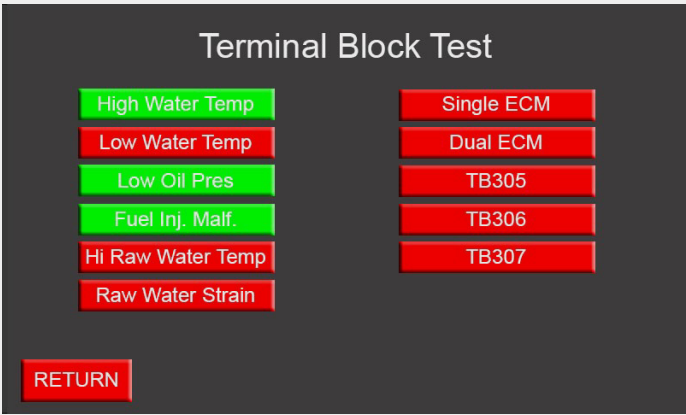 Terminal Block Test
High Water Temp
Low Water Temp
Low Oil Pres
Fuel Inj. Malf.
Hi Raw Water Temp
Raw Water Strain
Single ECM
Dual ECM
TB305
TB306
TB307
RETURN